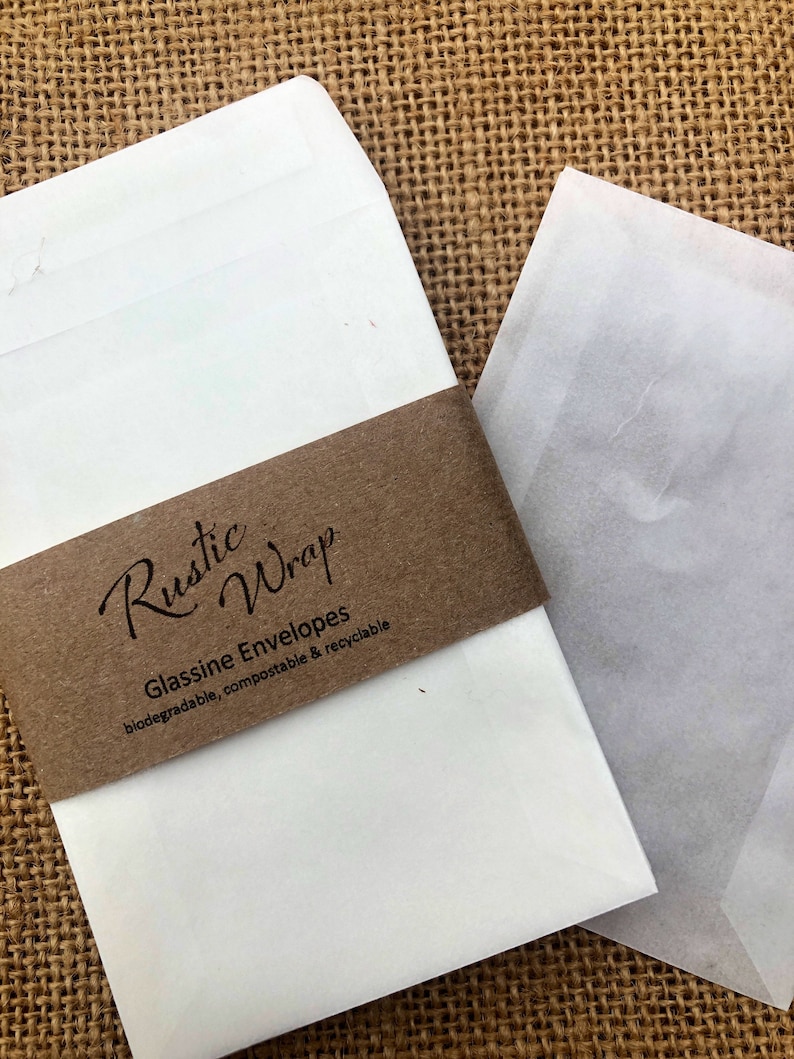 Rustic
Wrap
Glassine Envelopes
biodegradable, compostable & recyclable